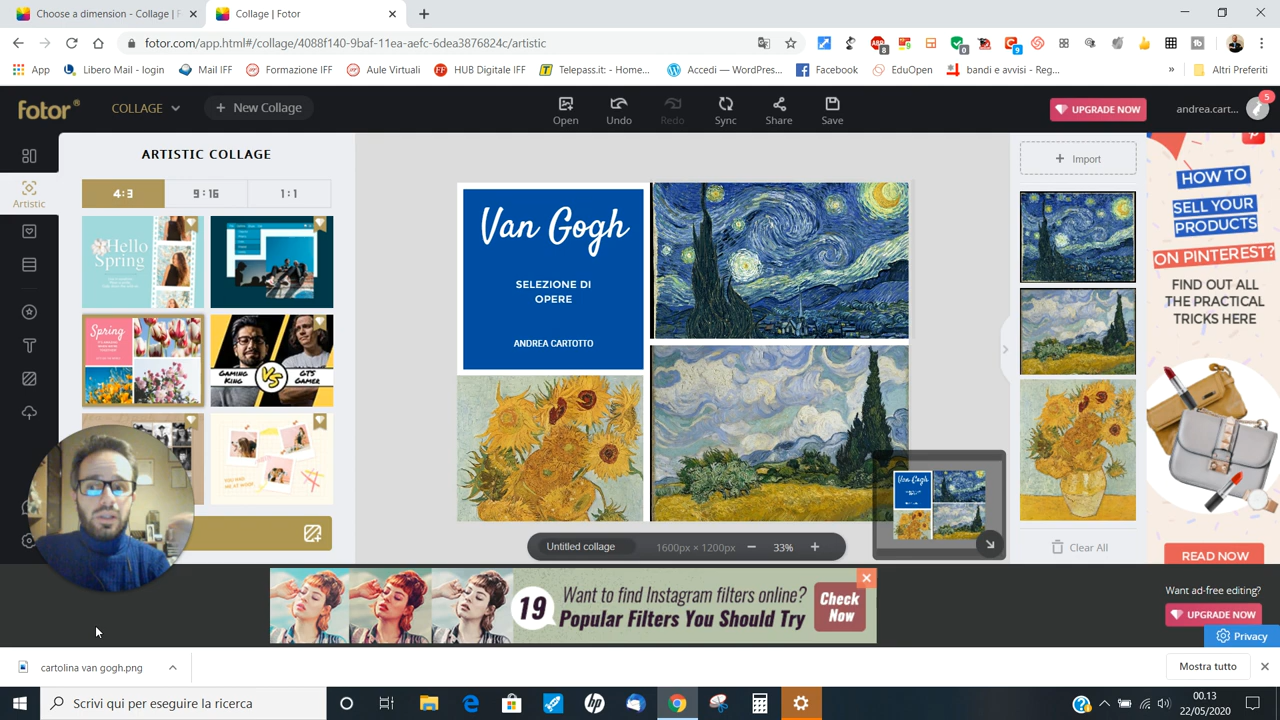 Choose a dimension - Collage | F
Collage | Fotor
fotor.com/app.html#/collage/4088f140-9baf-11ea-aefc-6dea3876824c/artistic
App
Libero Mail - login
Mail IFF
Formazione IFF
Aule Virtuali
HUB Digitale IFF
Telepass.it: - Home...
Accedi — WordPress...
Facebook
EduOpen
bandi e avvisi - Reg...
»
Altri Preferiti
fotor®
COLLAGE
+ New Collage
Open
Undo
Redo
Sync
Share
Save
UPGRADE NOW
andrea.cart...
5
ARTISTIC COLLAGE
4:3
9:16
1:1
Artistic
Hello
Spring
Spring
GAMING
KING
VS
GTS
GAMER
Van Gogh
SELEZIONE DI
OPERE
ANDREA CARTOTTO
Van Gogh
+ Import
Clear All
HOW TO
SELL YOUR
PRODUCTS
ON PINTEREST?
FIND OUT ALL
THE PRACTICAL
TRICKS HERE
READ NOW
Untitled collage
1600px × 1200px
33%
19
Want to find Instagram filters online?
Popular Filters You Should Try
Check
Now
Want ad-free editing?
UPGRADE NOW
Privacy
cartolina van gogh.png
Mostra tutto
Scrivi qui per eseguire la ricerca
00.13
22/05/2020